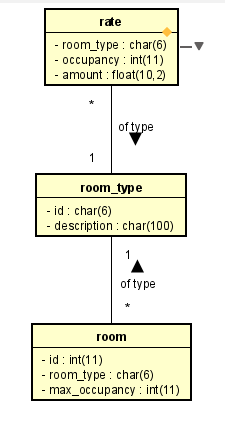 rate
- room_type : char(6)
- occupancy : int(11)
- amount : float(10,2)
*
of type
1
room_type
- id : char(6)
- description : char(100)
1
of type
*
room
- id : int(11)
- room_type : char(6)
- max_occupancy : int(11)